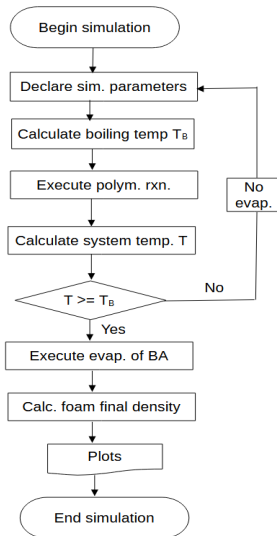 Begin simulation
Declare sim. parameters
Calculate boiling temp TB
Execute polym. rxn.
No
evap.
Calculate system temp. T
T >= TB
No
Yes
Execute evap. of BA
Calc. foam final density
Plots
End simulation